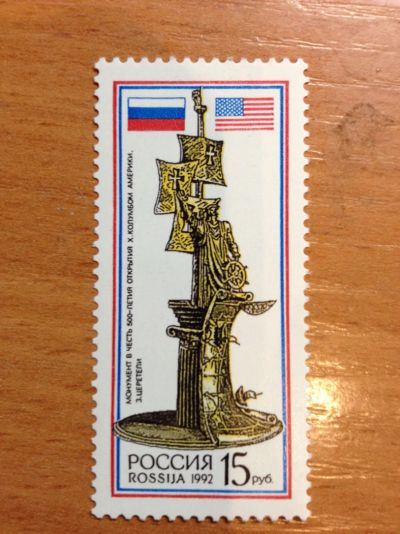 МОНУМЕНТ В ЧЕСТЬ 500-ЛЕТИЯ ОТКРЫТИЯ Х. КОЛУМБОМ АМЕРИКИ.
З. ЦЕРЕТЕЛИ
РОССИЯ 15 РУБ.
ROSSIJA 1992